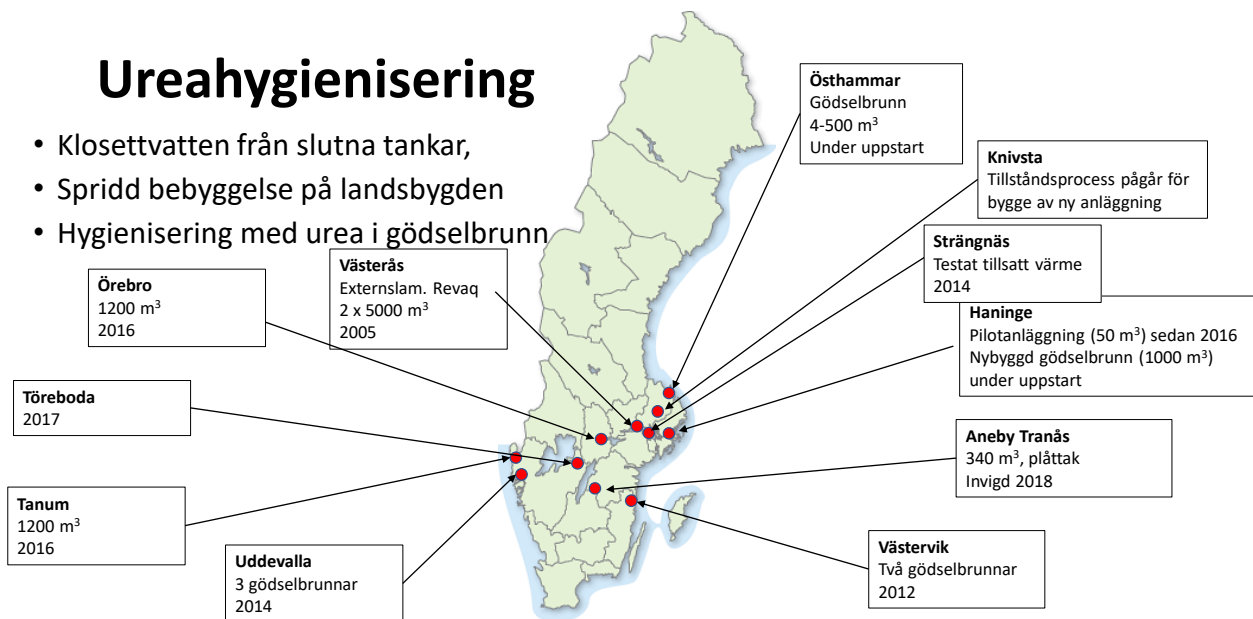 Ureahygienisering
• Klosettvatten från slutna tankar,
• Spridd bebyggelse på landsbygden
• Hygienisering med urea i gödselbrunn
Östhammar
Gödselbrunn
4-500 m³
Under uppstart
Knivsta
Tillståndsprocess pågår för
bygge av ny anläggning
Strängnäs
Testat tillsatt värme
2014
Haninge
Pilotanläggning (50 m³) sedan 2016
Nybyggd gödselbrunn (1000 m³)
under uppstart
Västerås
Externslam. Revaq
2 x 5000 m³
2005
Örebro
1200 m³
2016
Töreboda
2017
Tanum
1200 m³
2016
Uddevalla
3 gödselbrunnar
2014
Aneby Tranås
340 m³, plåttak
Invigd 2018
Västervik
Två gödselbrunnar
2012